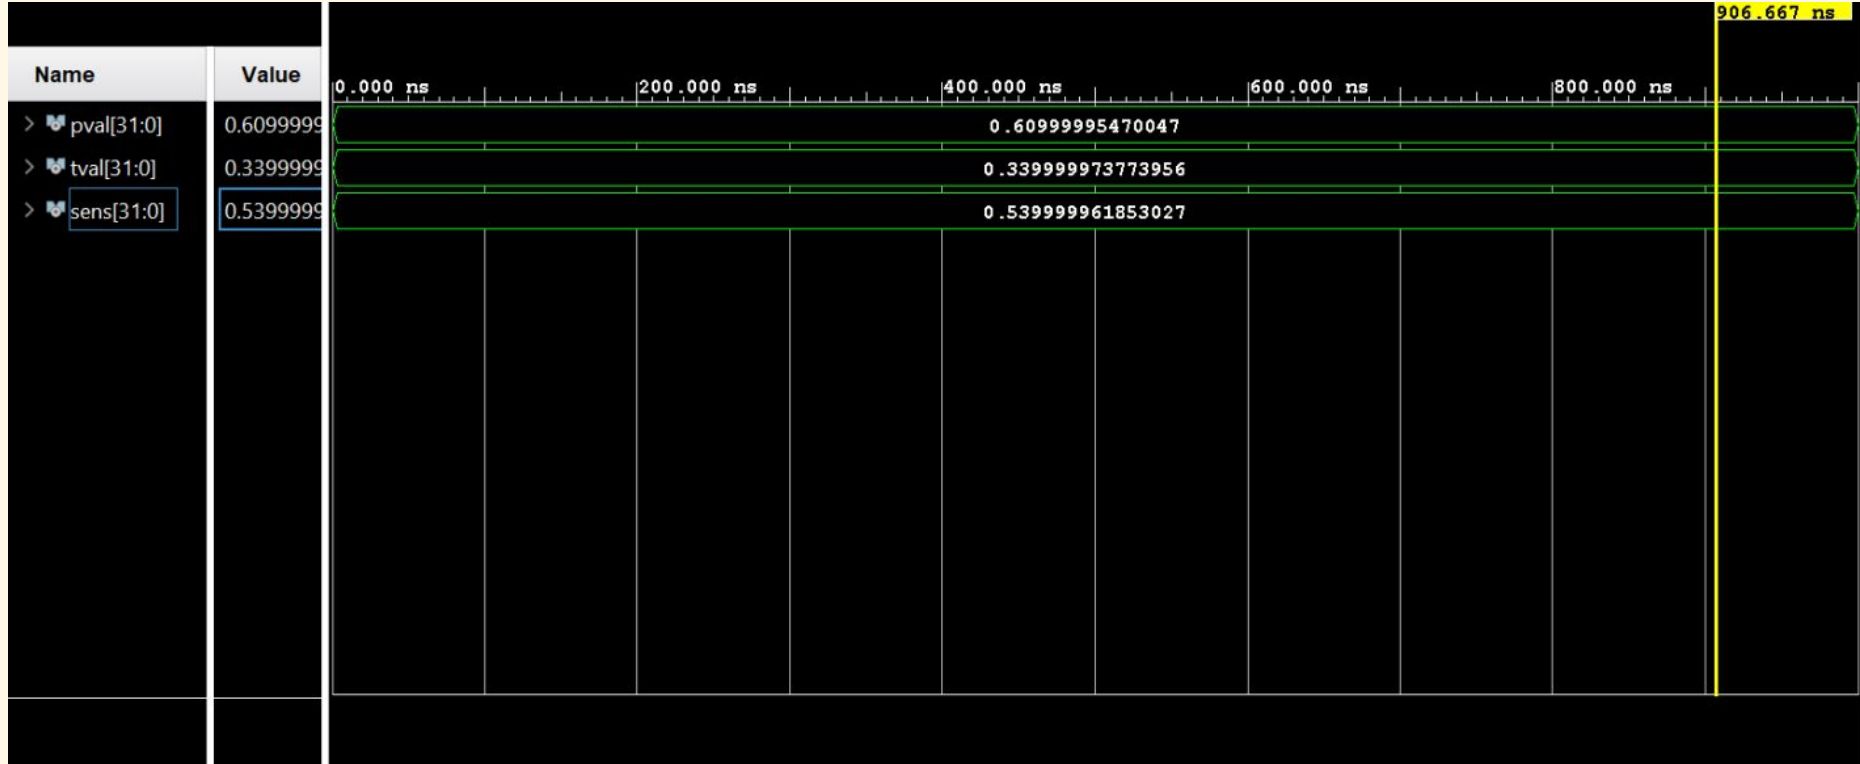 906.667 ns
Name Value 0.000 ns 200.000 ns 400.000 ns 600.000 ns 800.000 ns
pval[31:0] 0.6099999 0.60999995470047
tval[31:0] 0.3399999 0.339999973773956
sens[31:0] 0.5399999 0.539999961853027